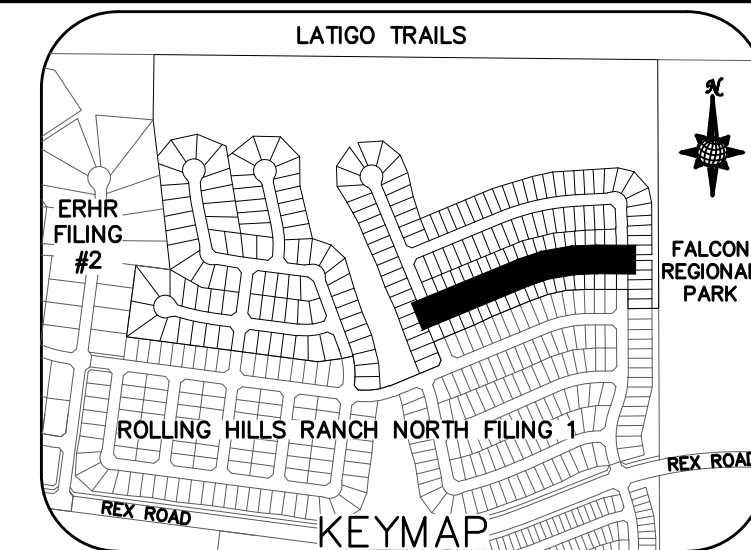 LATIGO TRAILS
N
ERHR
FILING
#2
FALCON
REGIONAL
PARK
ROLLING HILLS RANCH NORTH FILING 1
REX ROAD
REX ROAD
KEYMAP